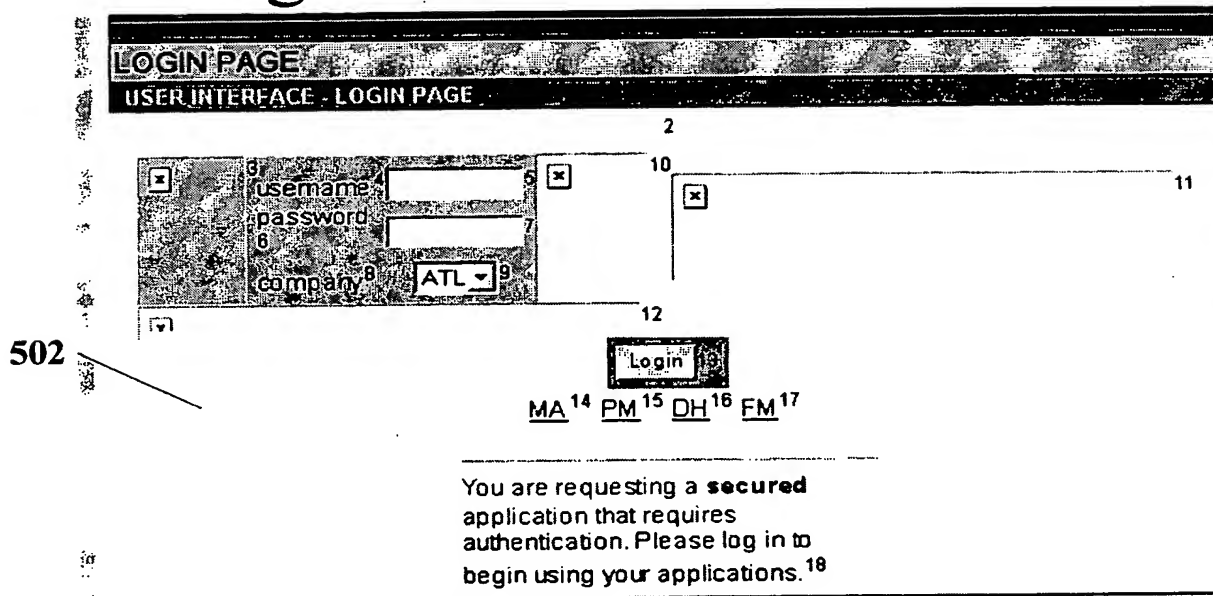 LOGIN PAGE
USER INTERFACE - LOGIN PAGE
2
3
username 5
password 7
6
company 8 ATL 9
10
11
12
502
Login
MA 14 PM 15 DH 16 FM 17
You are requesting a secured
application that requires
authentication. Please log in to
begin using your applications. 18